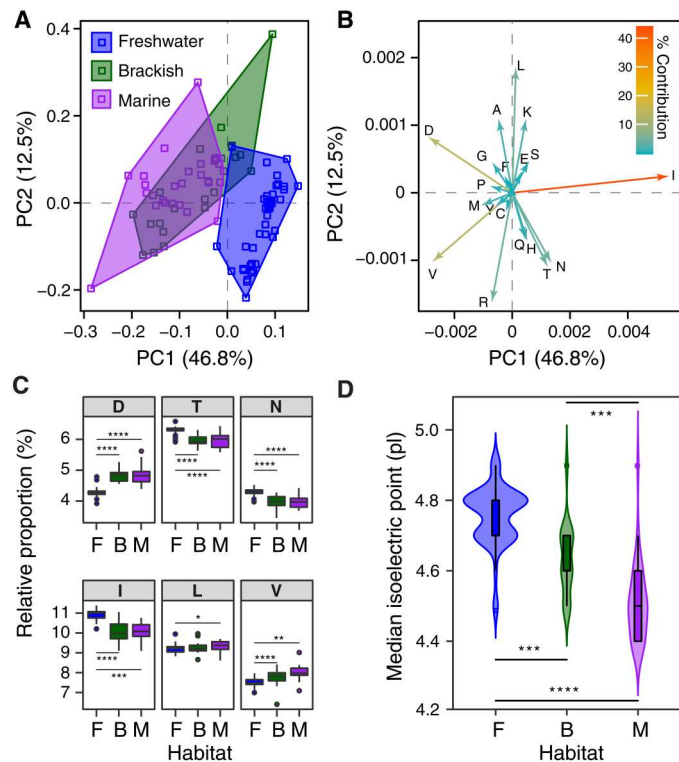 A
0.4
0.2
0.0
−0.2
−0.3
−0.2
−0.1
0.0
0.1
PC2 (12.5%)
PC1 (46.8%)
Freshwater
Brackish
Marine
B
0.002
0.001
0
−0.001
−0.002
0
0.002
0.004
PC2 (12.5%)
PC1 (46.8%)
L
A
K
D
G
F
E
S
I
P
M
Y
C
Q
H
V
T
N
R
40
30
20
10
% Contribution
C
Relative proportion (%)
D
T
N
6
5
4
****
****
****
****
****
****
F B M
F B M
F B M
I
L
V
11
10
9
8
7
****
***
*
****
**
F B M
F B M
F B M
Habitat
D
Median isoelectric point (pI)
5.0
4.8
4.6
4.4
4.2
***
***
****
F
B
M
Habitat